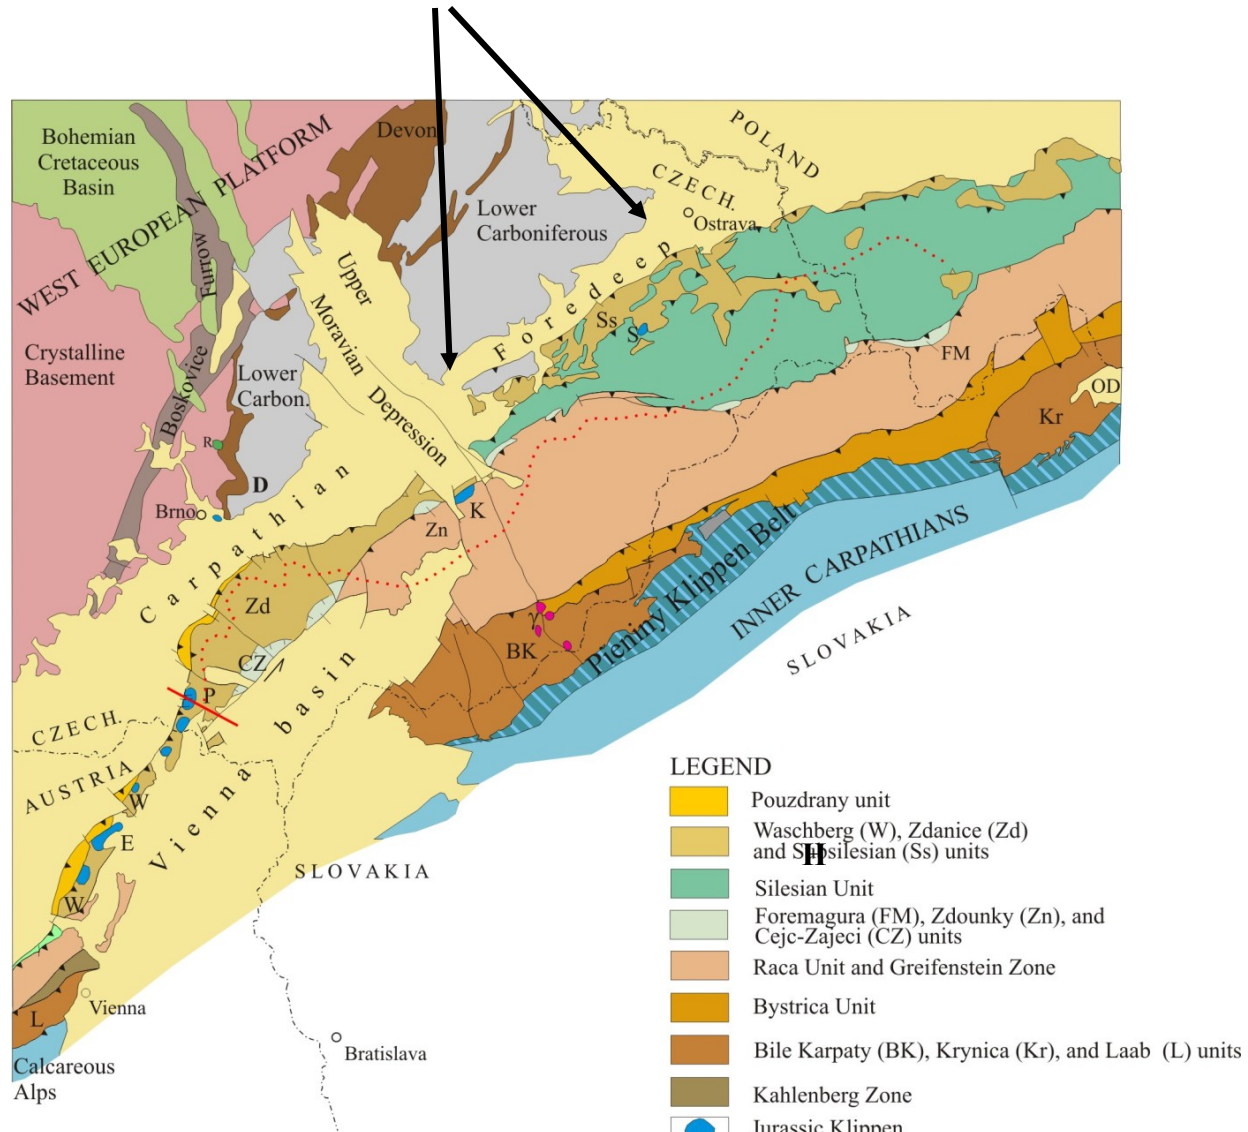 Bohemian
Cretaceous
Basin
WEST EUROPEAN PLATFORM
Devon
POLAND
CZECH.
Ostrava
Lower
Carboniferous
Furrow
Boskovice
Upper
Moravian
Depression
Foredeep
Carpathian
Crystalline
Basement
Lower
Carbon.
Ss
S
FM
OD
Kr
R
D
Brno
K
Zn
Zd
CZ
P
γ
BK
Pieniny Klippen Belt
INNER CARPATHIANS
SLOVAKIA
Vienna basin
CZECH.
AUSTRIA
W
E
W
SLOVAKIA
L
Vienna
Bratislava
Calcareous
Alps
LEGEND
Pouzdrany unit
Waschberg (W), Zdanice (Zd)
and Subsilesian (Ss) units
H
Silesian Unit
Foremagura (FM), Zdounky (Zn), and
Cejc-Zajeci (CZ) units
Raca Unit and Greifenstein Zone
Bystrica Unit
Bile Karpaty (BK), Krynica (Kr), and Laab (L) units
Kahlenberg Zone
Jurassic Klippen